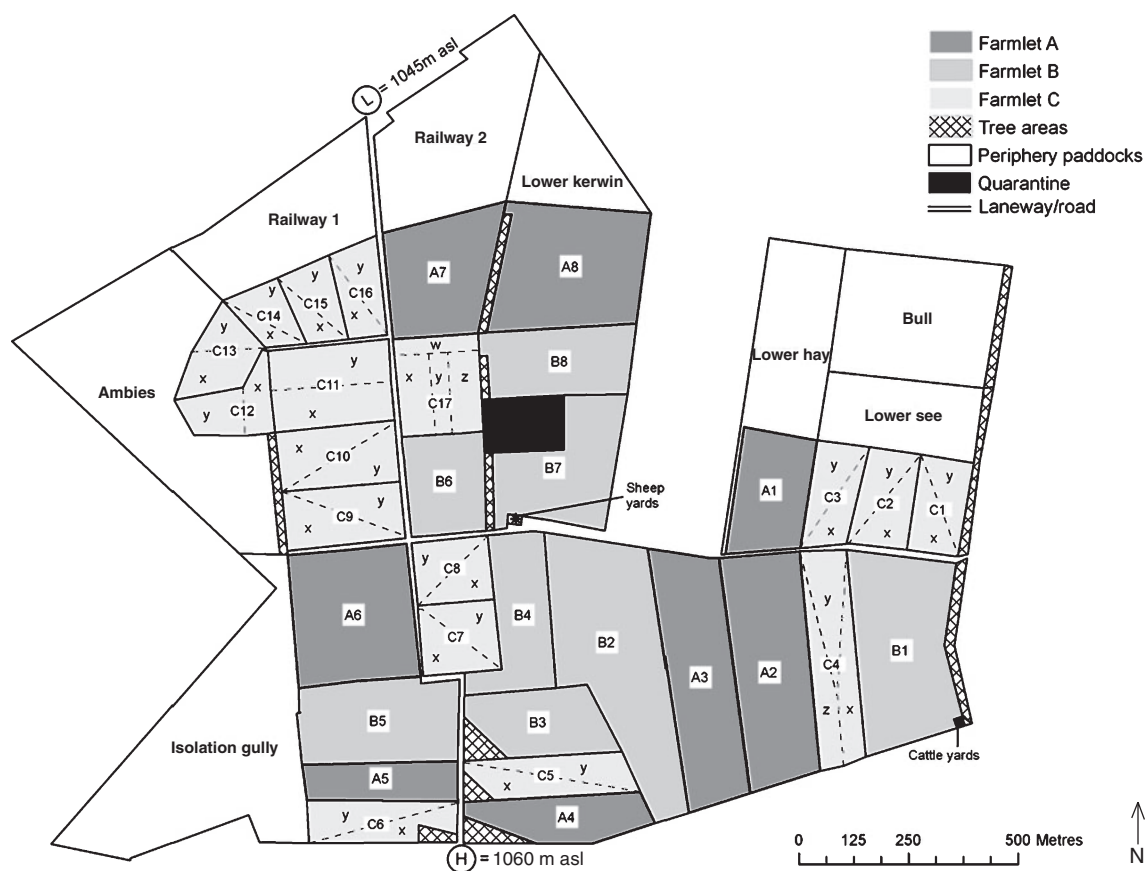 L = 1045m asl
Farmlet A
Farmlet B
Farmlet C
Tree areas
Periphery paddocks
Quarantine
Laneway/road
Railway 2
Lower kerwin
Railway 1
A7
A8
y
C16
x
y
C15
x
y
C14
x
y
C13
x
w
x
y
z
C17
B8
y
C11
x
x
C12
y
Ambies
Bull
Lower hay
Lower see
x
C10
y
B6
B7
C9
x
Sheep
yards
A1
y
C3
x
y
C2
x
y
C1
x
A6
y
C8
x
y
C7
x
B4
B2
A3
A2
y
C4
z
x
B1
Isolation gully
B5
B3
Cattle yards
A5
C5
y
x
y
C6
x
A4
H = 1060 m asl
0 125 250 500 Metres
N